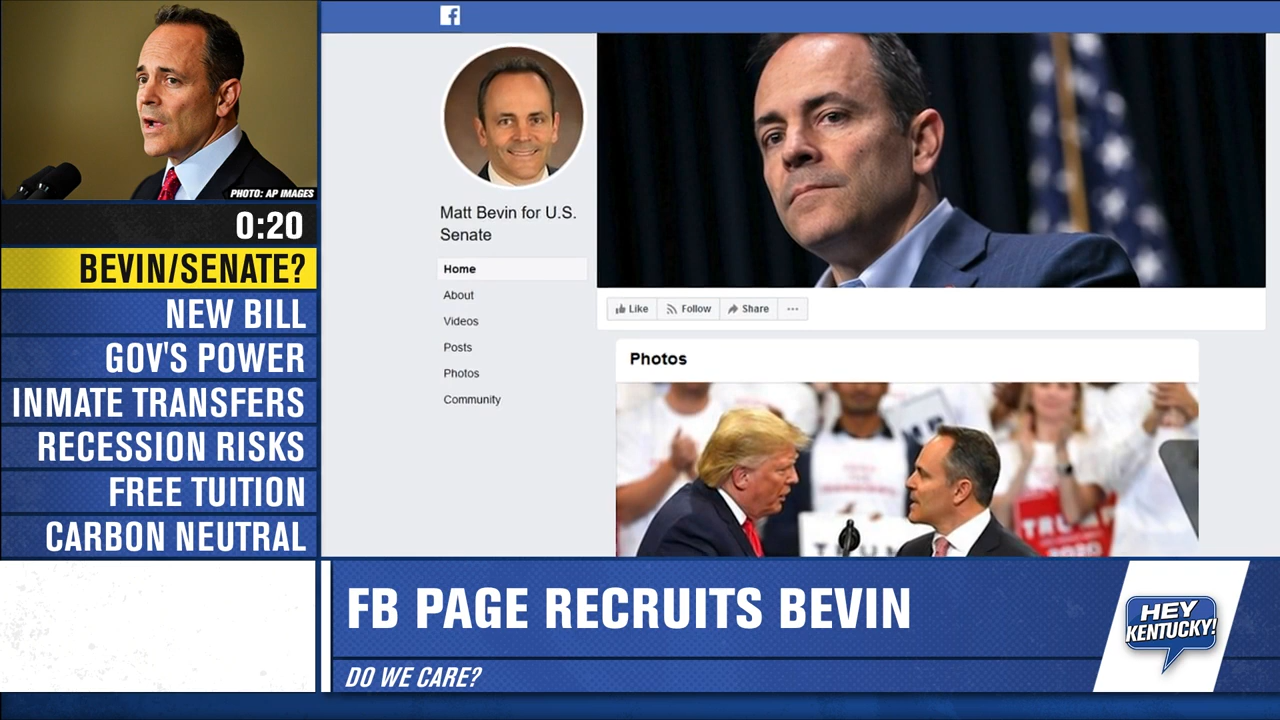 PHOTO: AP IMAGES
0:20
BEVIN/SENATE?
NEW BILL
GOV'S POWER
INMATE TRANSFERS
RECESSION RISKS
FREE TUITION
CARBON NEUTRAL
f
Matt Bevin for U.S.
Senate
Home
About
Videos
Posts
Photos
Community
Like
Follow
Share
...
Photos
TRUMP
2020
FB PAGE RECRUITS BEVIN
DO WE CARE?
HEY
KENTUCKY!